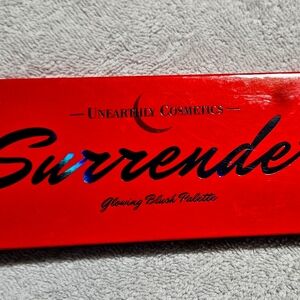 — UNEARTHLY COSMETICS —
Surrende
Glowing Blush Palette